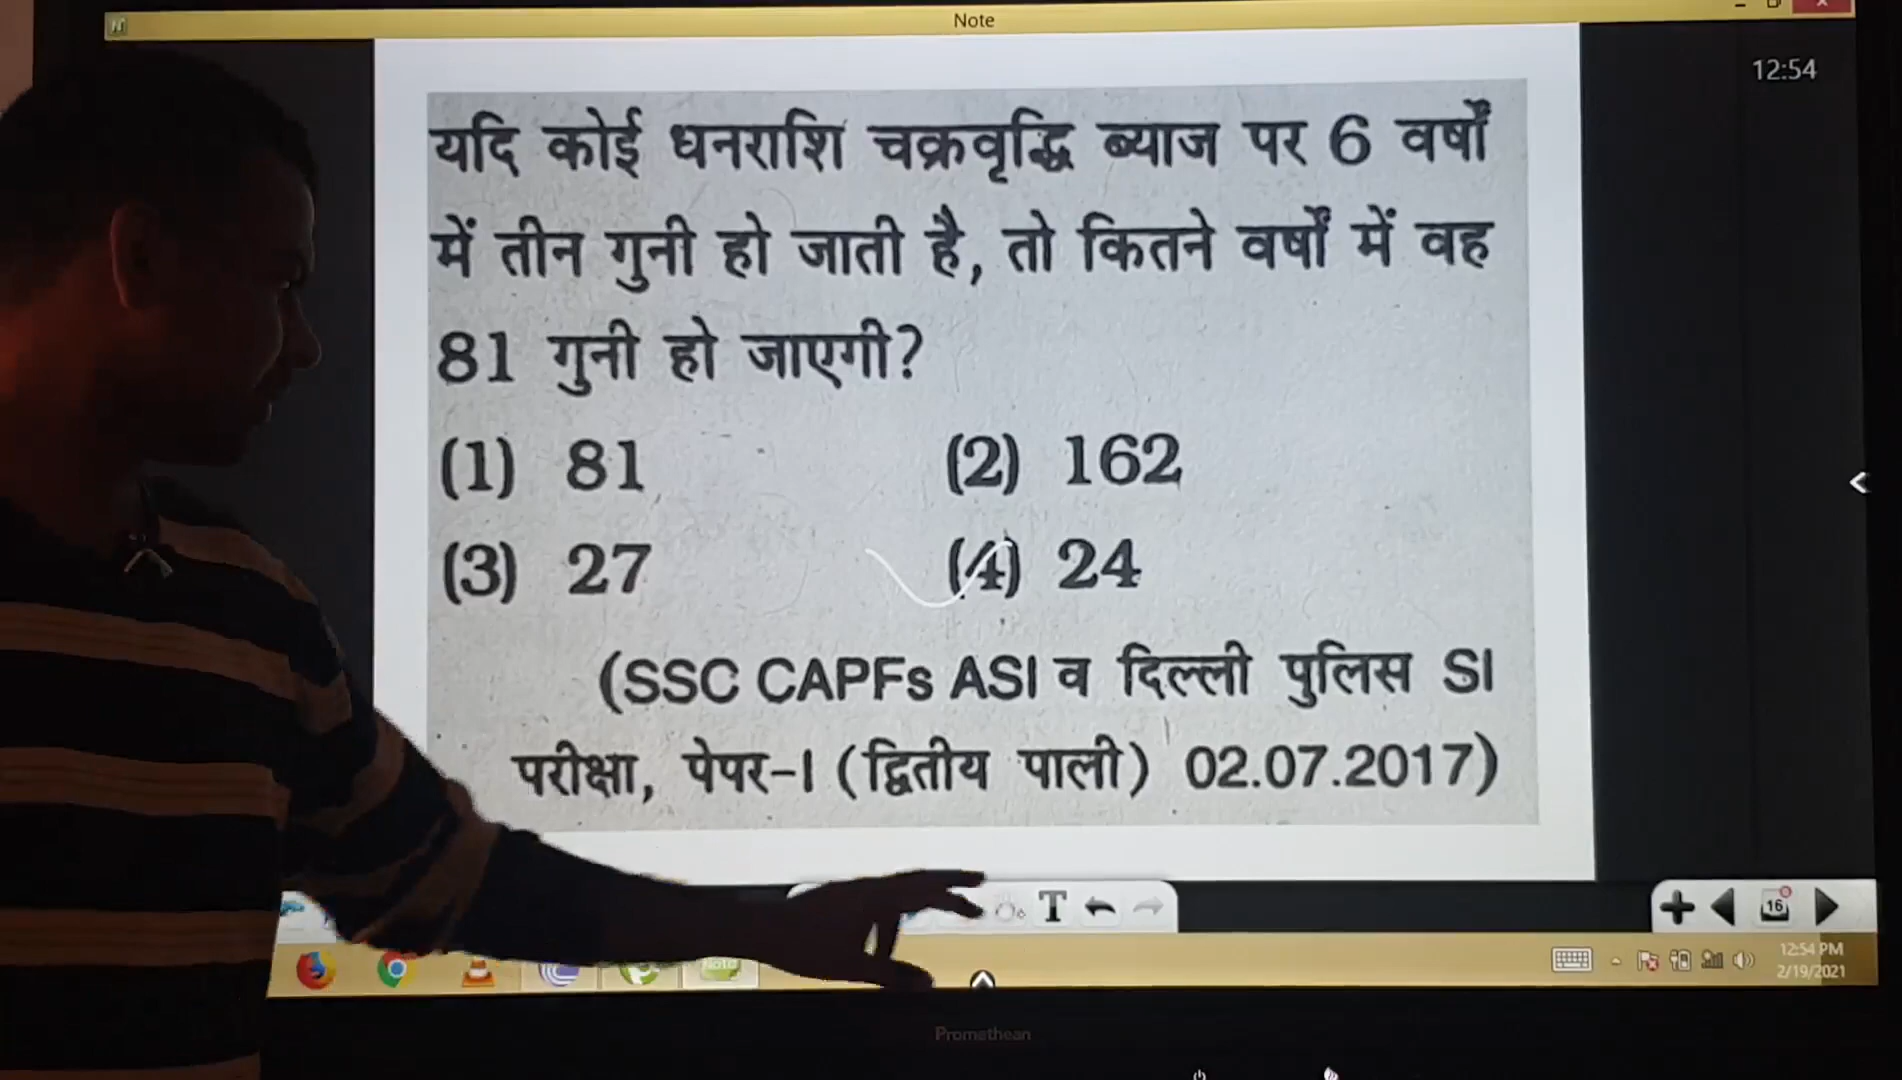 Note
12:54
यदि कोई धनराशि चक्रवृद्धि ब्याज पर 6 वर्षों
में तीन गुनी हो जाती है, तो कितने वर्षों में वह
81 गुनी हो जाएगी?
(1) 81 (2) 162
(3) 27 (4) 24
(SSC CAPFs ASI व दिल्ली पुलिस SI
परीक्षा, पेपर-I (द्वितीय पाली) 02.07.2017)
T
16
Note
12:54 PM
2/19/2021
Promethean